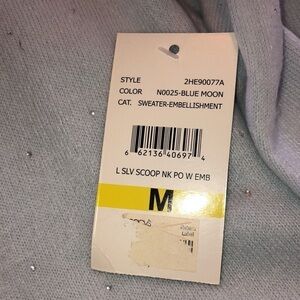 STYLE 2HE90077A
COLOR N0025-BLUE MOON
CAT. SWEATER-EMBELLISHMENT
6 62136 40697 4
L SLV SCOOP NK PO W EMB
M